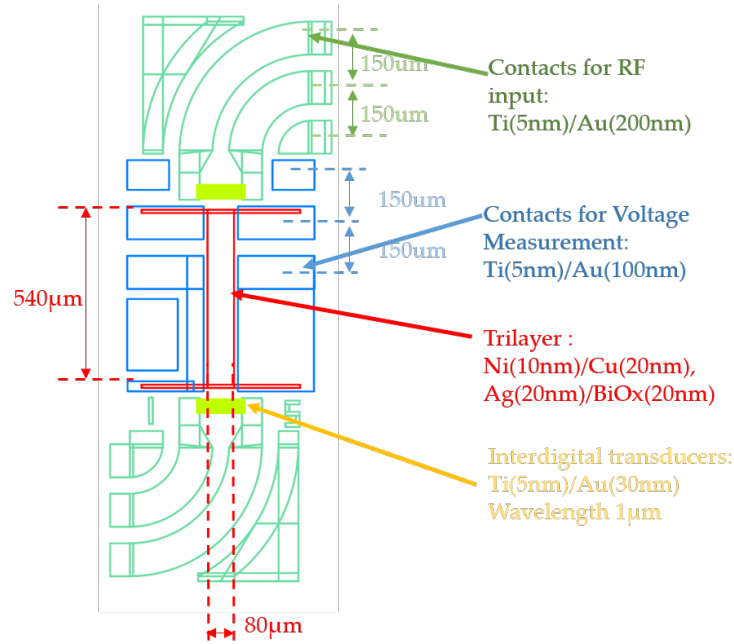 150um
150um
Contacts for RF
input:
Ti(5nm)/Au(200nm)
150um
150um
Contacts for Voltage
Measurement:
Ti(5nm)/Au(100nm)
540μm
Trilayer :
Ni(10nm)/Cu(20nm),
Ag(20nm)/BiOx(20nm)
Interdigital transducers:
Ti(5nm)/Au(30nm)
Wavelength 1μm
80μm